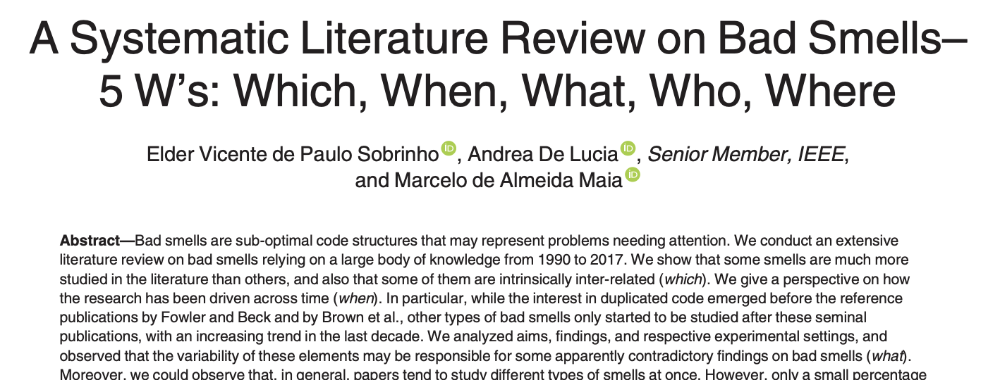 A Systematic Literature Review on Bad Smells–
5 W’s: Which, When, What, Who, Where
Elder Vicente de Paulo Sobrinho iD, Andrea De Lucia iD, Senior Member, IEEE,
and Marcelo de Almeida Maia iD
Abstract—Bad smells are sub-optimal code structures that may represent problems needing attention. We conduct an extensive
literature review on bad smells relying on a large body of knowledge from 1990 to 2017. We show that some smells are much more
studied in the literature than others, and also that some of them are intrinsically inter-related (which). We give a perspective on how
the research has been driven across time (when). In particular, while the interest in duplicated code emerged before the reference
publications by Fowler and Beck and by Brown et al., other types of bad smells only started to be studied after these seminal
publications, with an increasing trend in the last decade. We analyzed aims, findings, and respective experimental settings, and
observed that the variability of these elements may be responsible for some apparently contradictory findings on bad smells (what).
Moreover, we could observe that, in general, papers tend to study different types of smells at once. However, only a small percentage